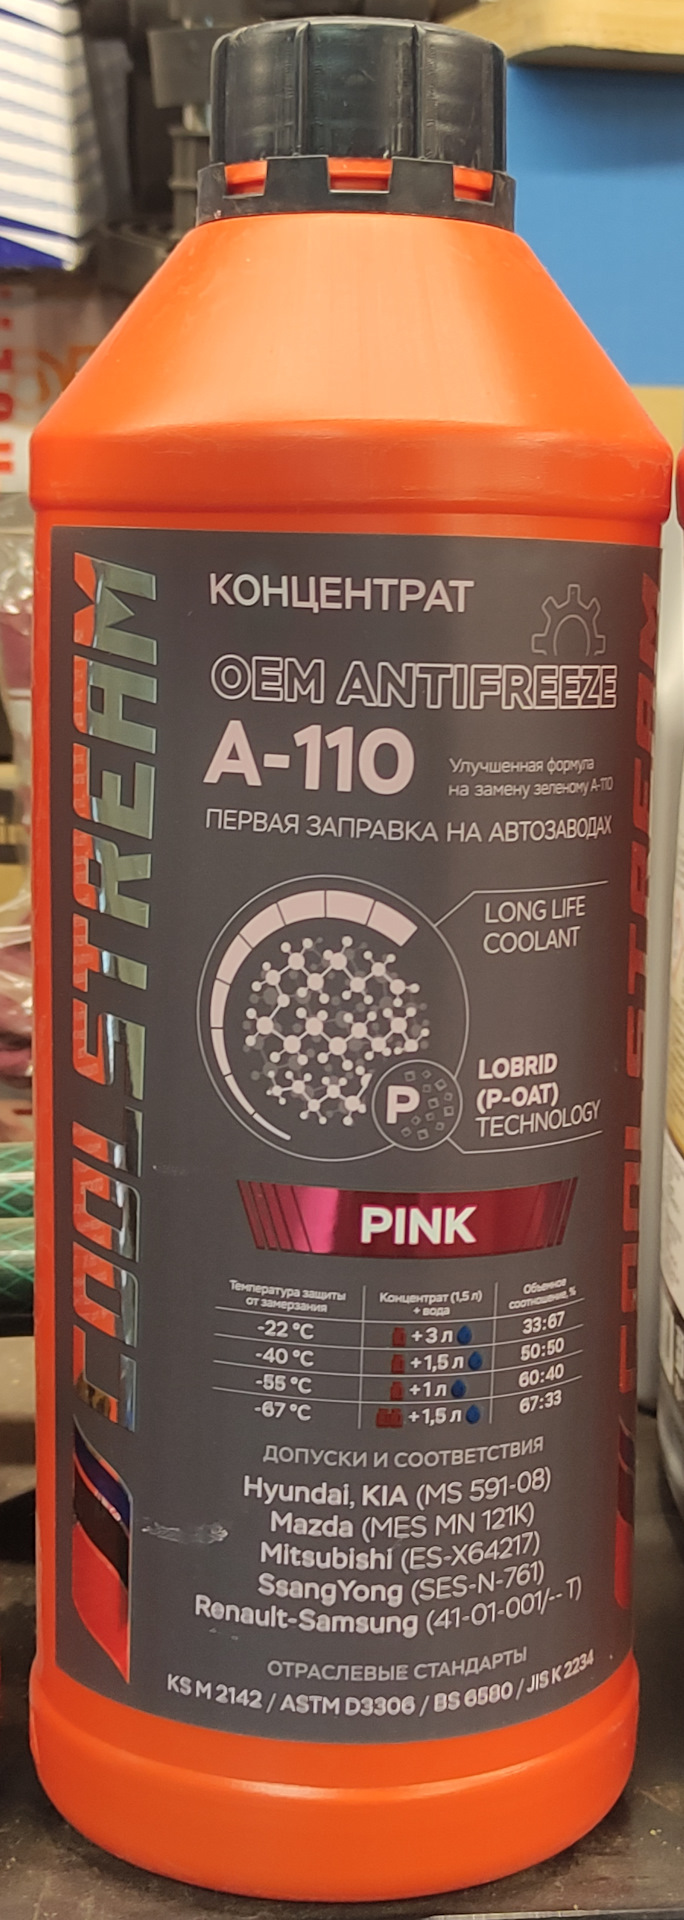 COOLSTREAM
КОНЦЕНТРАТ
OEM ANTIFREEZE
A-110
Улучшенная формула
на замену зеленому A-110
ПЕРВАЯ ЗАПРАВКА НА АВТОЗАВОДАХ
LONG LIFE
COOLANT
P
LOBRID
(P-OAT)
TECHNOLOGY
PINK
Температура защиты от замерзания
Концентрат (1,5 л) + вода
Объемное соотношение, %
-22 °C +3 л 33:67
-40 °C +1,5 л 50:50
-55 °C +1 л 60:40
-67 °C +1,5 л 67:33
ДОПУСКИ И СООТВЕТСТВИЯ
Hyundai, KIA (MS 591-08)
Mazda (MES MN 121K)
Mitsubishi (ES-X64217)
SsangYong (SES-N-761)
Renault-Samsung (41-01-001/-- T)
ОТРАСЛЕВЫЕ СТАНДАРТЫ
KS M 2142 / ASTM D3306 / BS 6580 / JIS K 2234
COOLSTREAM